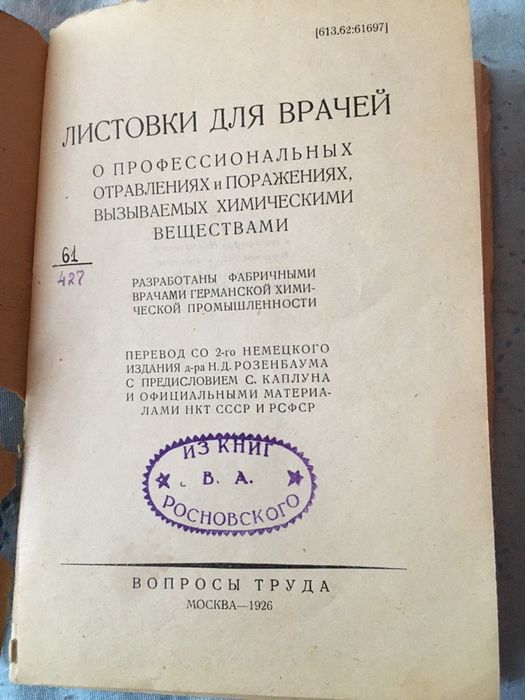 [613.62:61697]
ЛИСТОВКИ ДЛЯ ВРАЧЕЙ
О ПРОФЕССИОНАЛЬНЫХ
ОТРАВЛЕНИЯХ и ПОРАЖЕНИЯХ,
ВЫЗЫВАЕМЫХ ХИМИЧЕСКИМИ
ВЕЩЕСТВАМИ
61
427
РАЗРАБОТАНЫ ФАБРИЧНЫМИ
ВРАЧАМИ ГЕРМАНСКОЙ ХИМИ-
ЧЕСКОЙ ПРОМЫШЛЕННОСТИ
ПЕРЕВОД СО 2-го НЕМЕЦКОГО
ИЗДАНИЯ д-ра Н. Д. РОЗЕНБАУМА
С ПРЕДИСЛОВИЕМ С. КАПЛУНА
И ОФИЦИАЛЬНЫМИ МАТЕРИА-
ЛАМИ НКТ СССР И РСФСР
ИЗ КНИГ
В. А.
РОСНОВСКОГО
ВОПРОСЫ ТРУДА
МОСКВА—1926